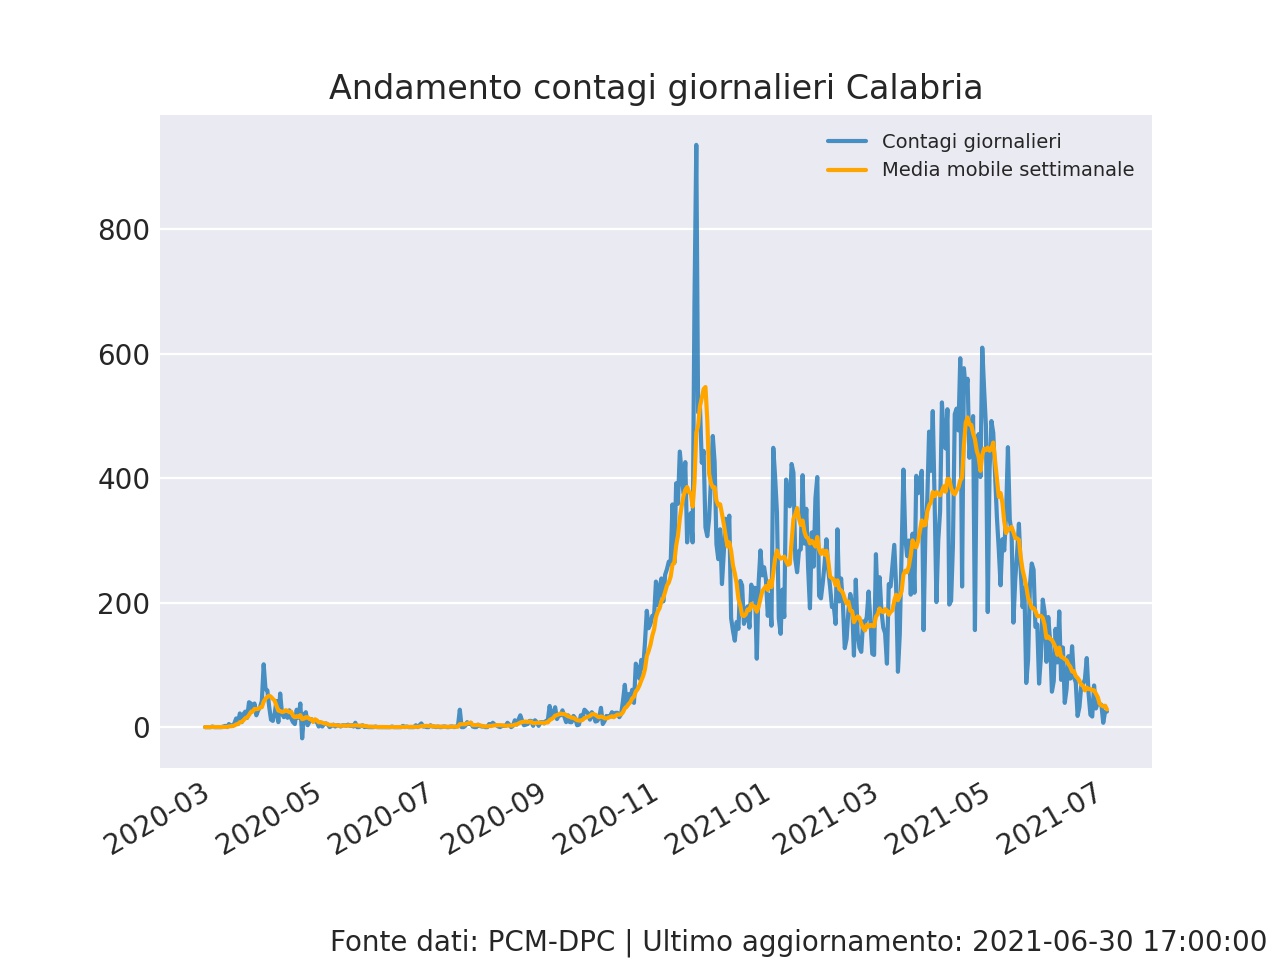 Andamento contagi giornalieri Calabria
Contagi giornalieri
Media mobile settimanale
800
600
400
200
0
2020-03 2020-05 2020-07 2020-09 2020-11 2021-01 2021-03 2021-05 2021-07
Fonte dati: PCM-DPC | Ultimo aggiornamento: 2021-06-30 17:00:00